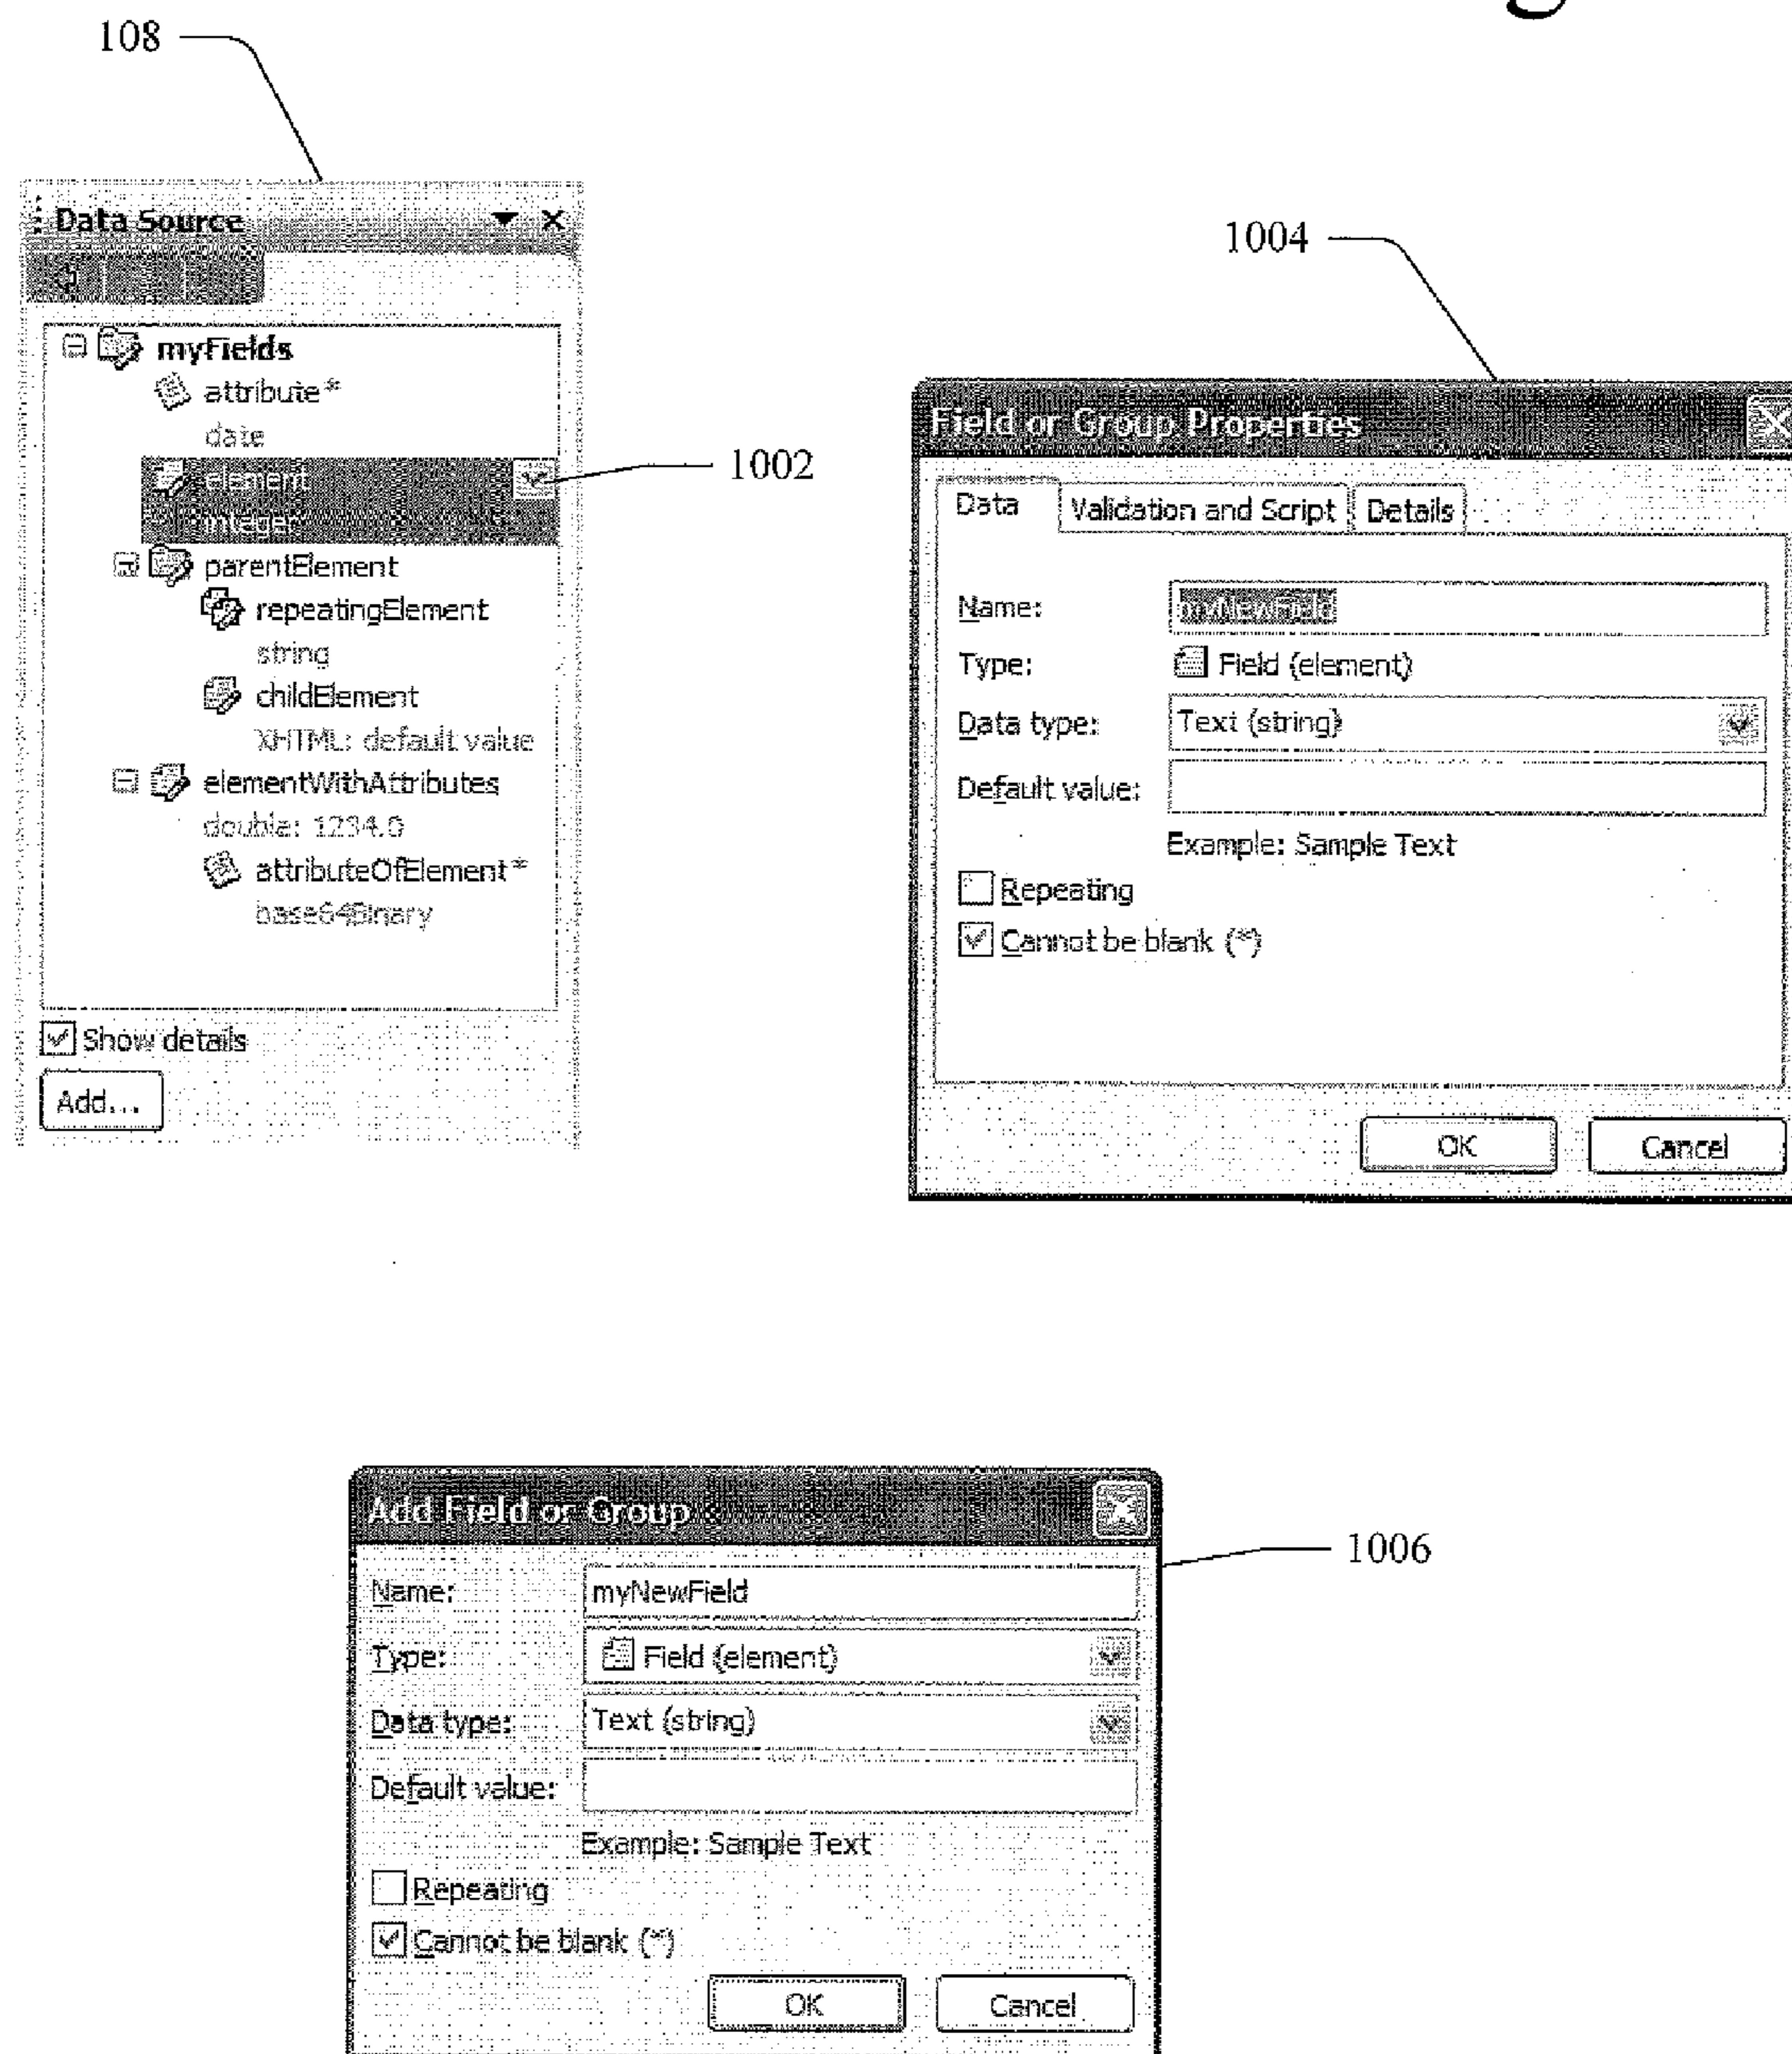 108
Data Source
myFields
attribute*
date
element
integer
1002
parentElement
repeatingElement
string
childElement
XHTML: default value
elementWithAttributes
double: 1234.0
attributeOfElement*
base64Binary
Show details
Add...
1004
Field or Group Properties
Data Validation and Script Details
Name: myNewField
Type: Field (element)
Data type: Text (string)
Default value:
Example: Sample Text
Repeating
Cannot be blank (*)
OK Cancel
Add Field or Group
1006
Name: myNewField
Type: Field (element)
Data type: Text (string)
Default value:
Example: Sample Text
Repeating
Cannot be blank (*)
OK Cancel